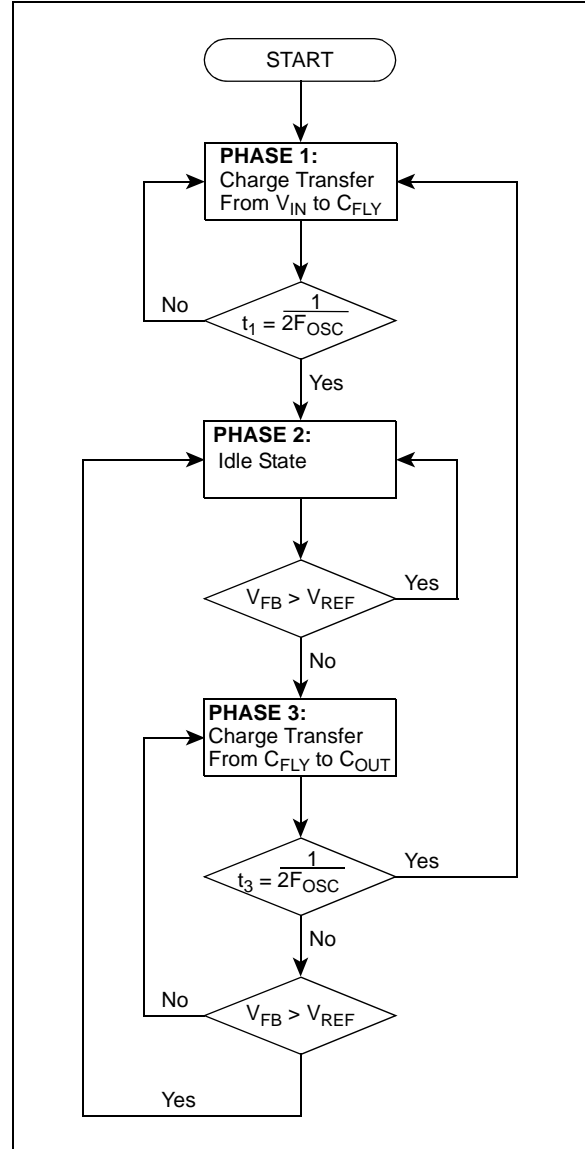 START
PHASE 1:
Charge Transfer
From V_IN to C_FLY
No
t_1 = 1/2F_OSC
Yes
PHASE 2:
Idle State
V_FB > V_REF
Yes
No
PHASE 3:
Charge Transfer
From C_FLY to C_OUT
t_3 = 1/2F_OSC
Yes
No
No
V_FB > V_REF
Yes